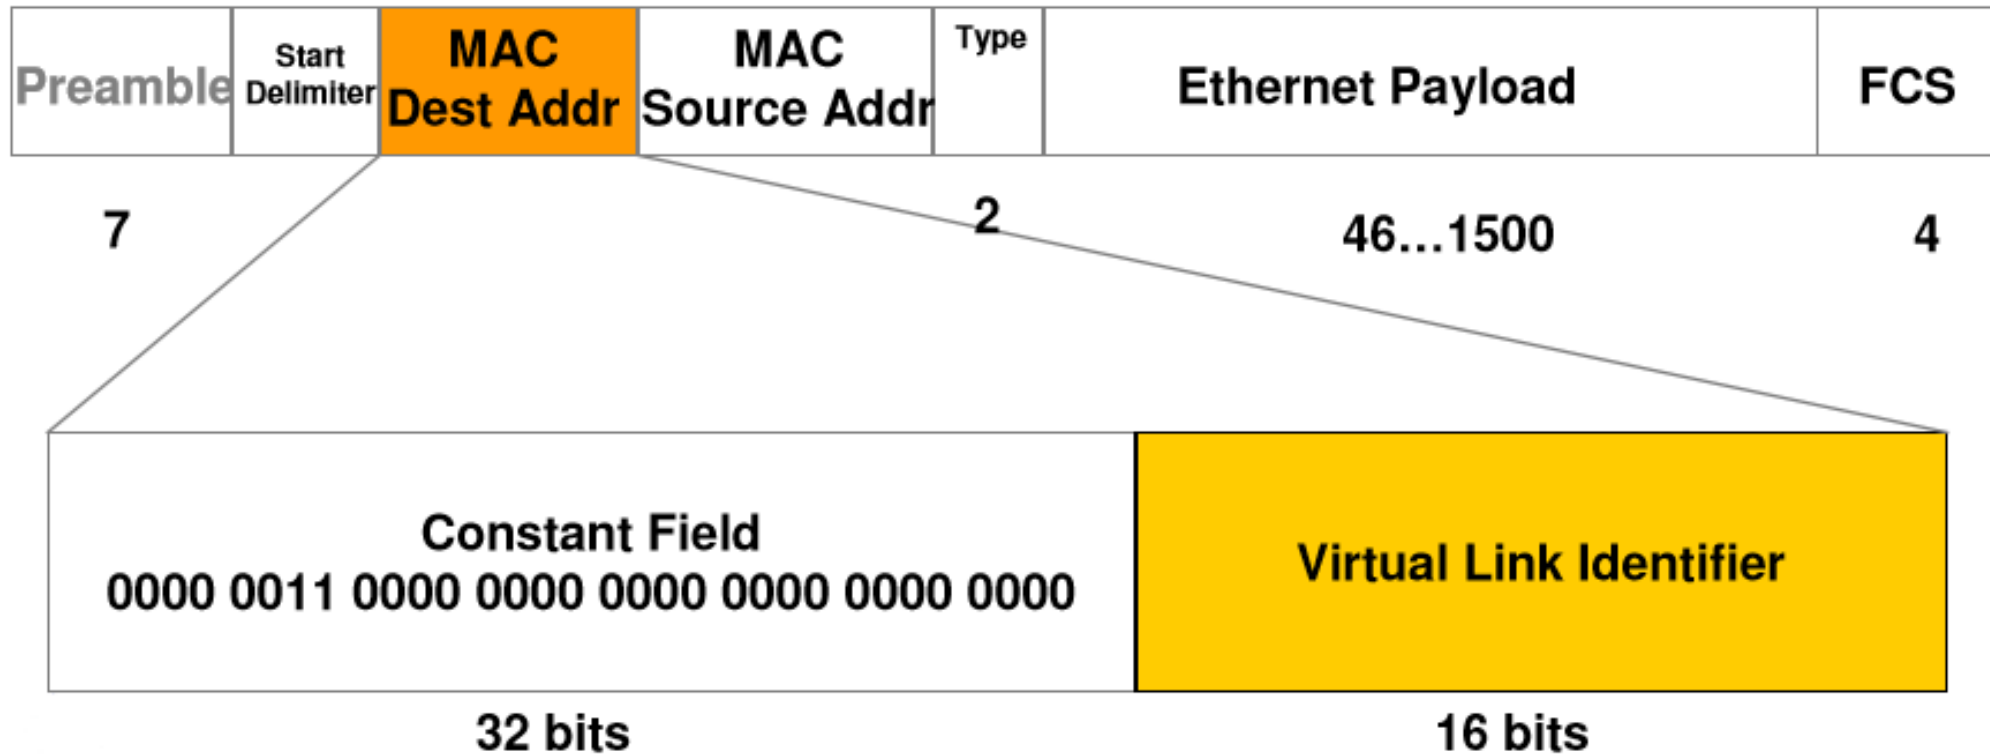 Preamble
Start
Delimiter
MAC
Dest Addr
MAC
Source Addr
Type
Ethernet Payload
FCS
7
2
46...1500
4
Constant Field
0000 0011 0000 0000 0000 0000 0000 0000
Virtual Link Identifier
32 bits
16 bits